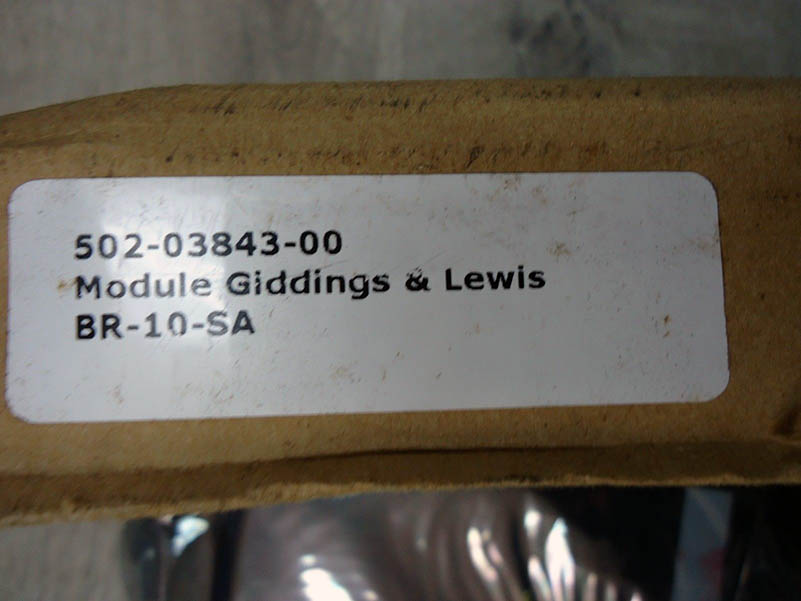 502-03843-00
Module Giddings & Lewis
BR-10-SA